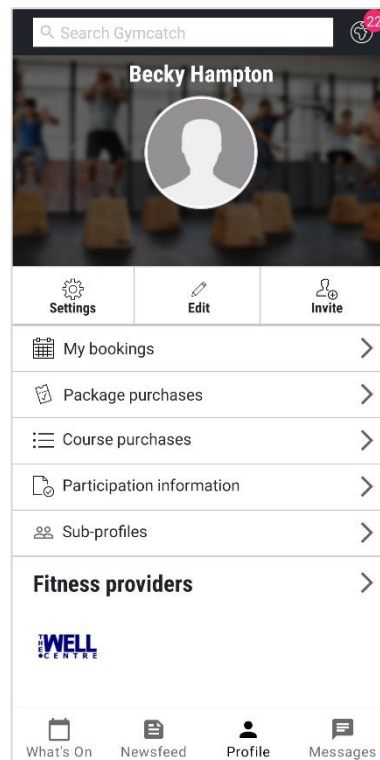 Search Gymcatch
22
Becky Hampton
Settings
Edit
Invite
My bookings
Package purchases
Course purchases
Participation information
Sub-profiles
Fitness providers
THE WELL
CENTRE
What's On
Newsfeed
Profile
Messages